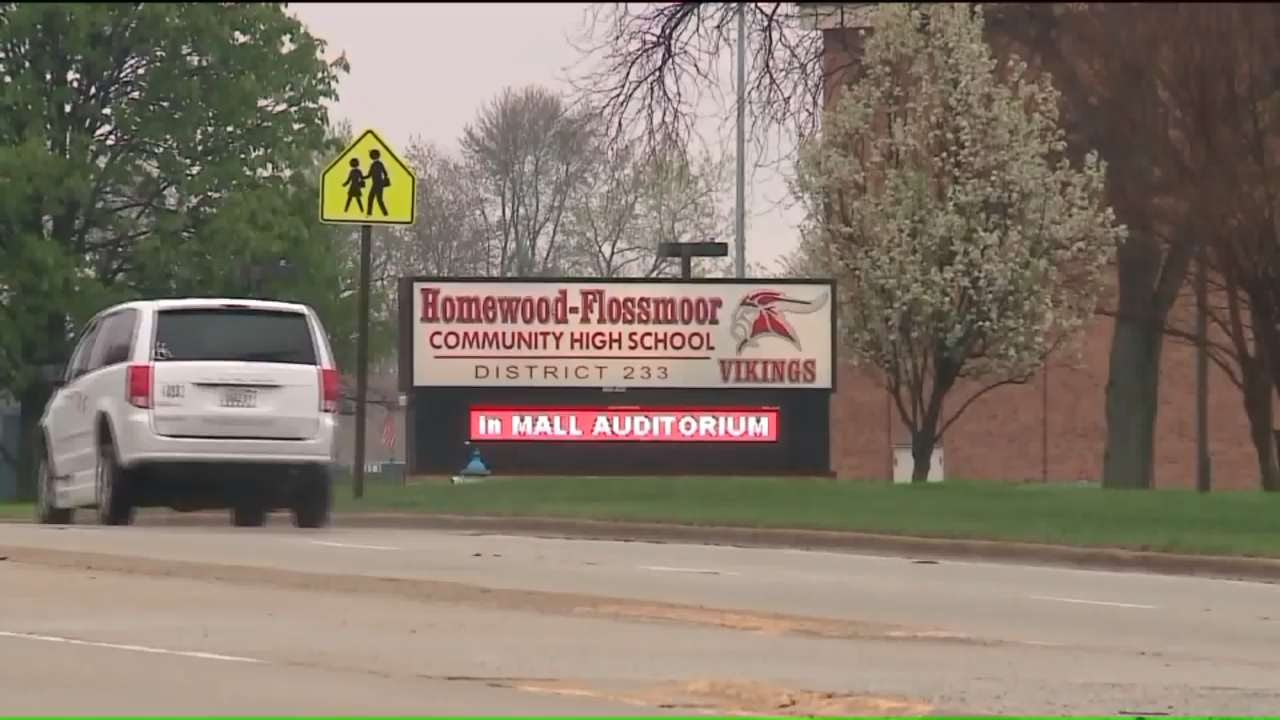 Homewood-Flossmoor
COMMUNITY HIGH SCHOOL
DISTRICT 233
VIKINGS
in MALL AUDITORIUM